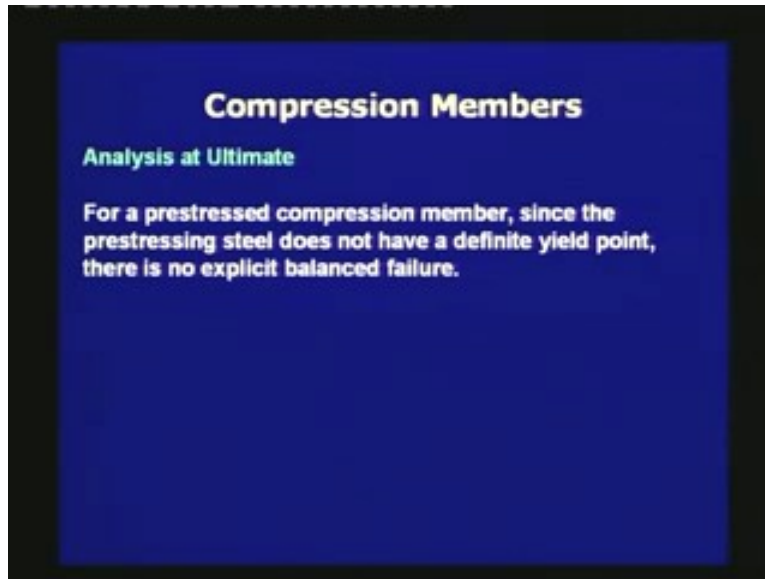 Compression Members
Analysis at Ultimate
For a prestressed compression member, since the
prestressing steel does not have a definite yield point,
there is no explicit balanced failure.